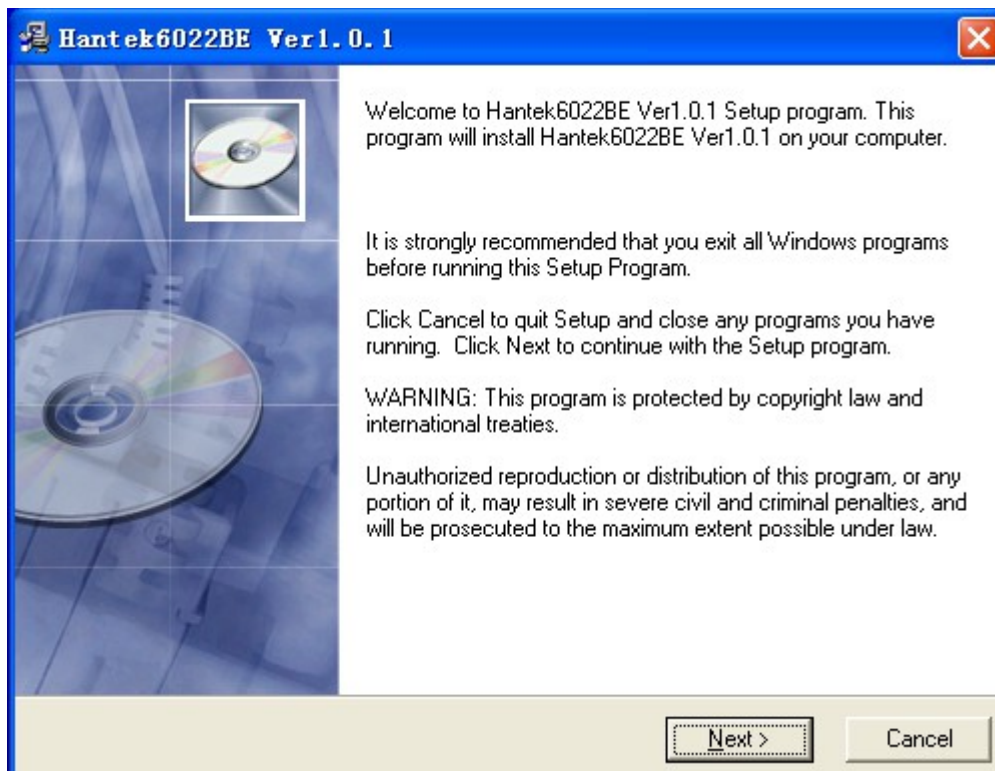 Hantek6022BE Ver1.0.1
Welcome to Hantek6022BE Ver1.0.1 Setup program. This
program will install Hantek6022BE Ver1.0.1 on your computer.
It is strongly recommended that you exit all Windows programs
before running this Setup Program.
Click Cancel to quit Setup and close any programs you have
running. Click Next to continue with the Setup program.
WARNING: This program is protected by copyright law and
international treaties.
Unauthorized reproduction or distribution of this program, or any
portion of it, may result in severe civil and criminal penalties, and
will be prosecuted to the maximum extent possible under law.
Next >
Cancel